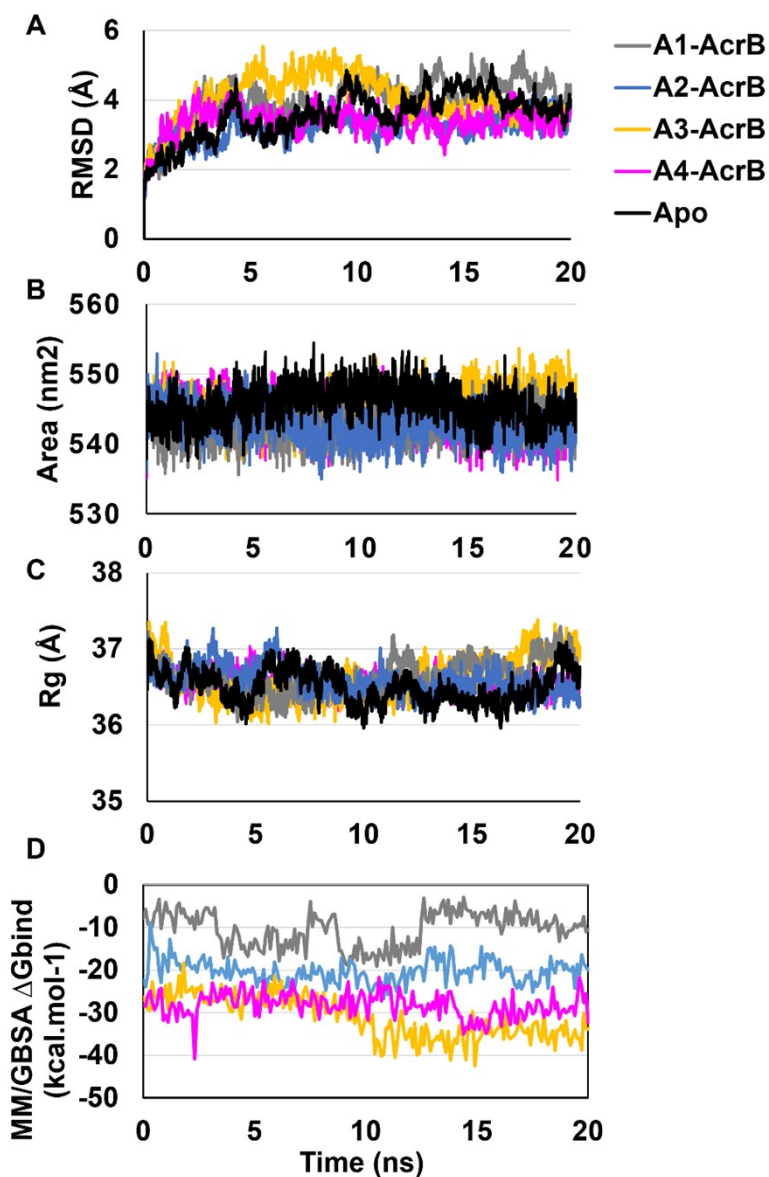 A
RMSD (Å)
6
4
2
0
0 5 10 15 20
A1-AcrB
A2-AcrB
A3-AcrB
A4-AcrB
Apo
B
Area (nm2)
560
550
540
530
0 5 10 15 20
C
Rg (Å)
38
37
36
35
0 5 10 15 20
D
MM/GBSA ΔGbind
(kcal.mol-1)
0
-10
-20
-30
-40
-50
0 5 10 15 20
Time (ns)